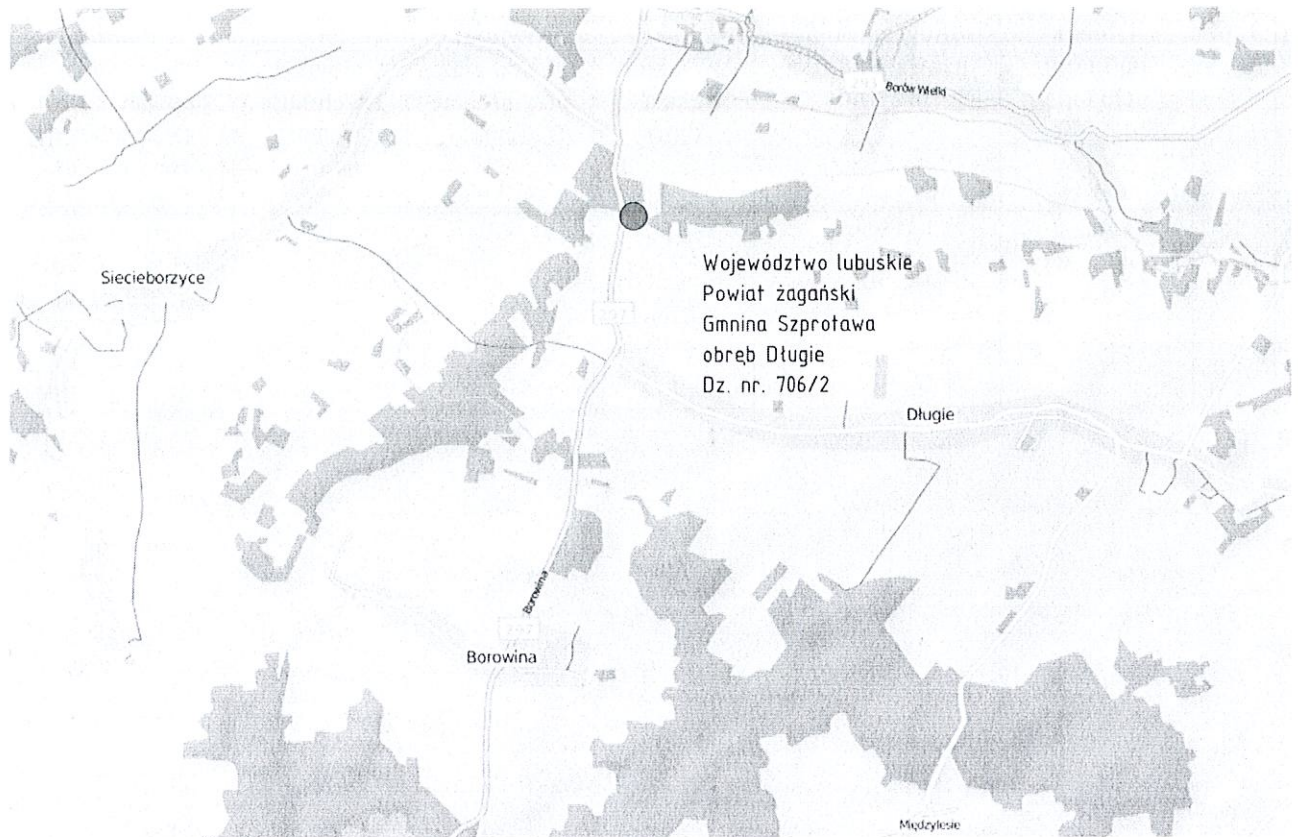 Borów Wielki
Siecieborzyce
Województwo lubuskie
Powiat żagański
Gmnina Szprotawa
obręb Długie
Dz. nr. 706/2
Długie
Borowina
Borowina
Międzylesie